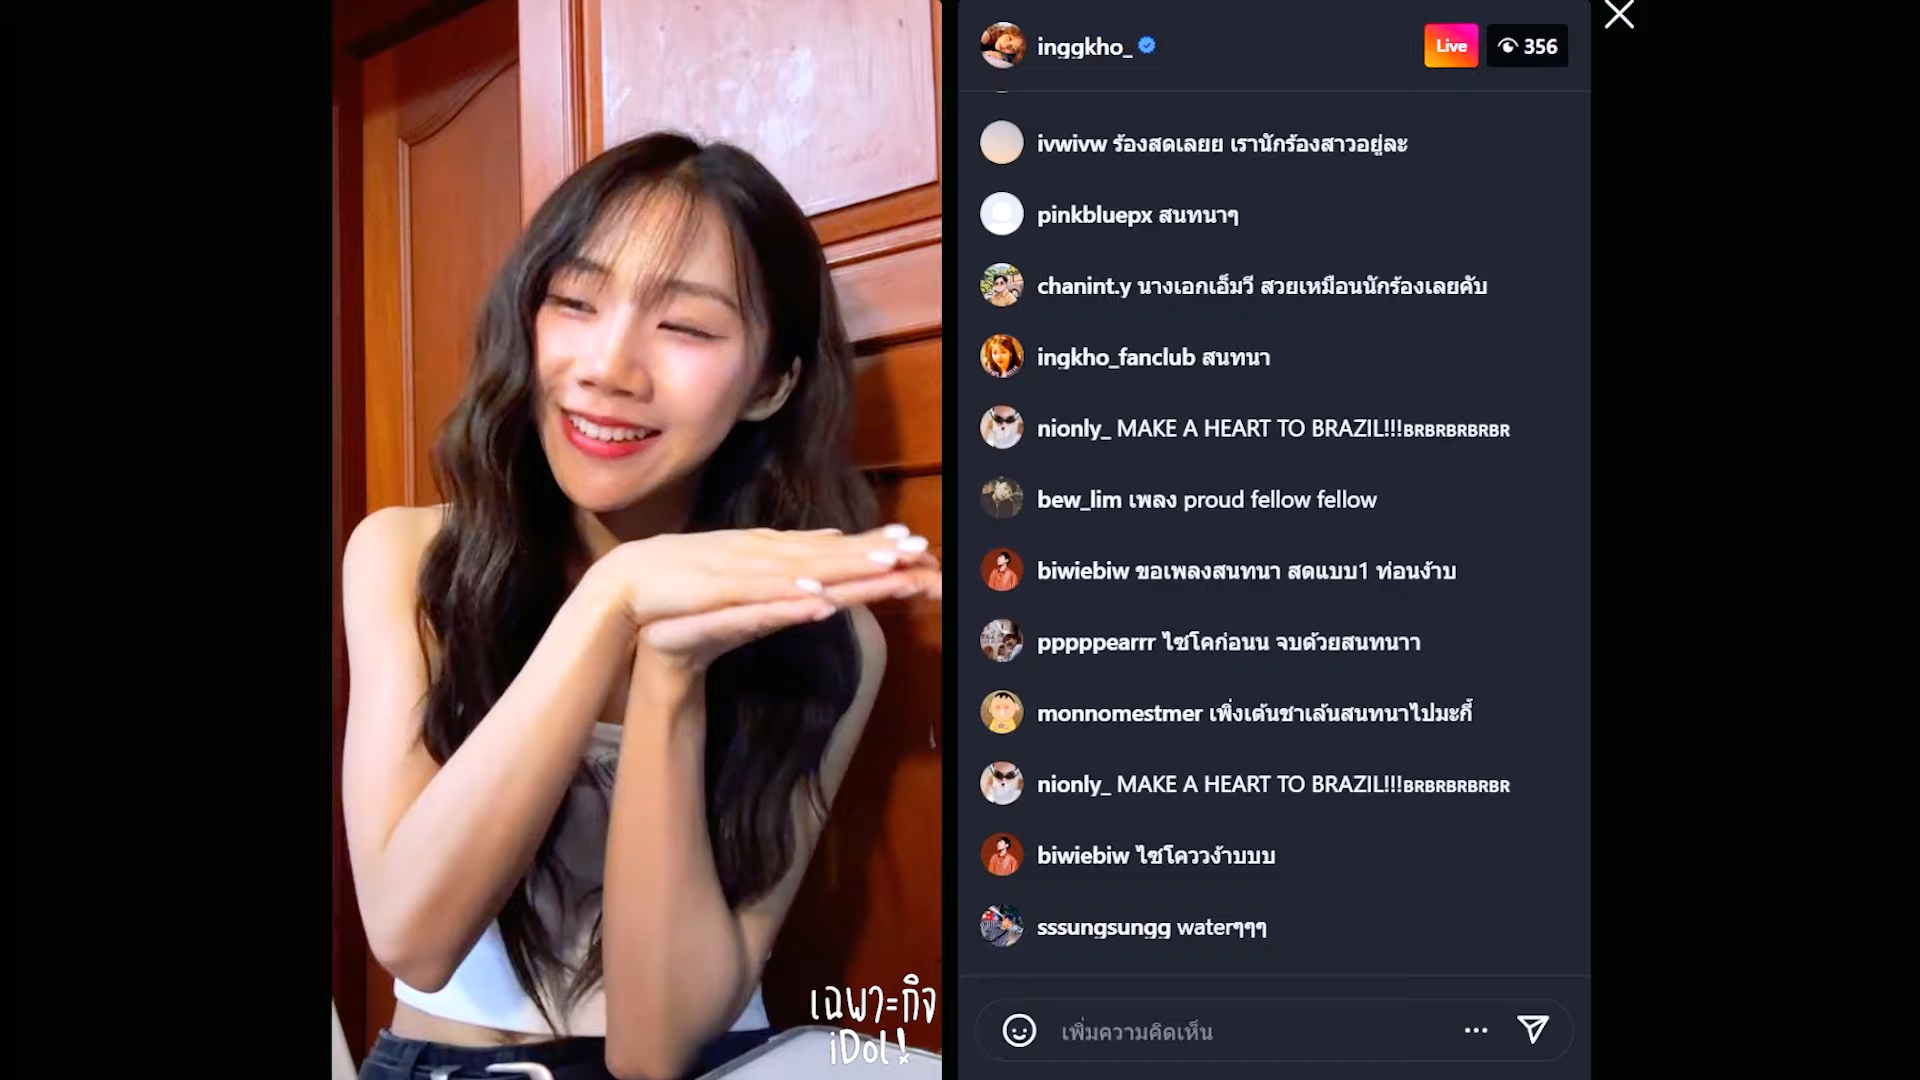 inggkho_
Live
356
ivwivw ร้องสดเลยย เรานักร้องสาวอยู่ละ
pinkbluepx สนทนาๆ
chanint.y นางเอกเอ็มวี สวยเหมือนนักร้องเลยคับ
ingkho_fanclub สนทนา
nionly_ MAKE A HEART TO BRAZIL!!!BRBRBRBRBR
bew_lim เพลง proud fellow fellow
biwiebiw ขอเพลงสนทนา สดแบบ1 ท่อนง้าบ
pppppearrr ไซโคก่อนน จบด้วยสนทนาา
monnomestmer เพิ่งเต้นชาเล้นสนทนาไปมะกี้
nionly_ MAKE A HEART TO BRAZIL!!!BRBRBRBRBR
biwiebiw ไซโคววง้าบบบ
sssungsungg waterๆๆๆ
เพิ่มความคิดเห็น
เฉพาะกิจ
iDol!